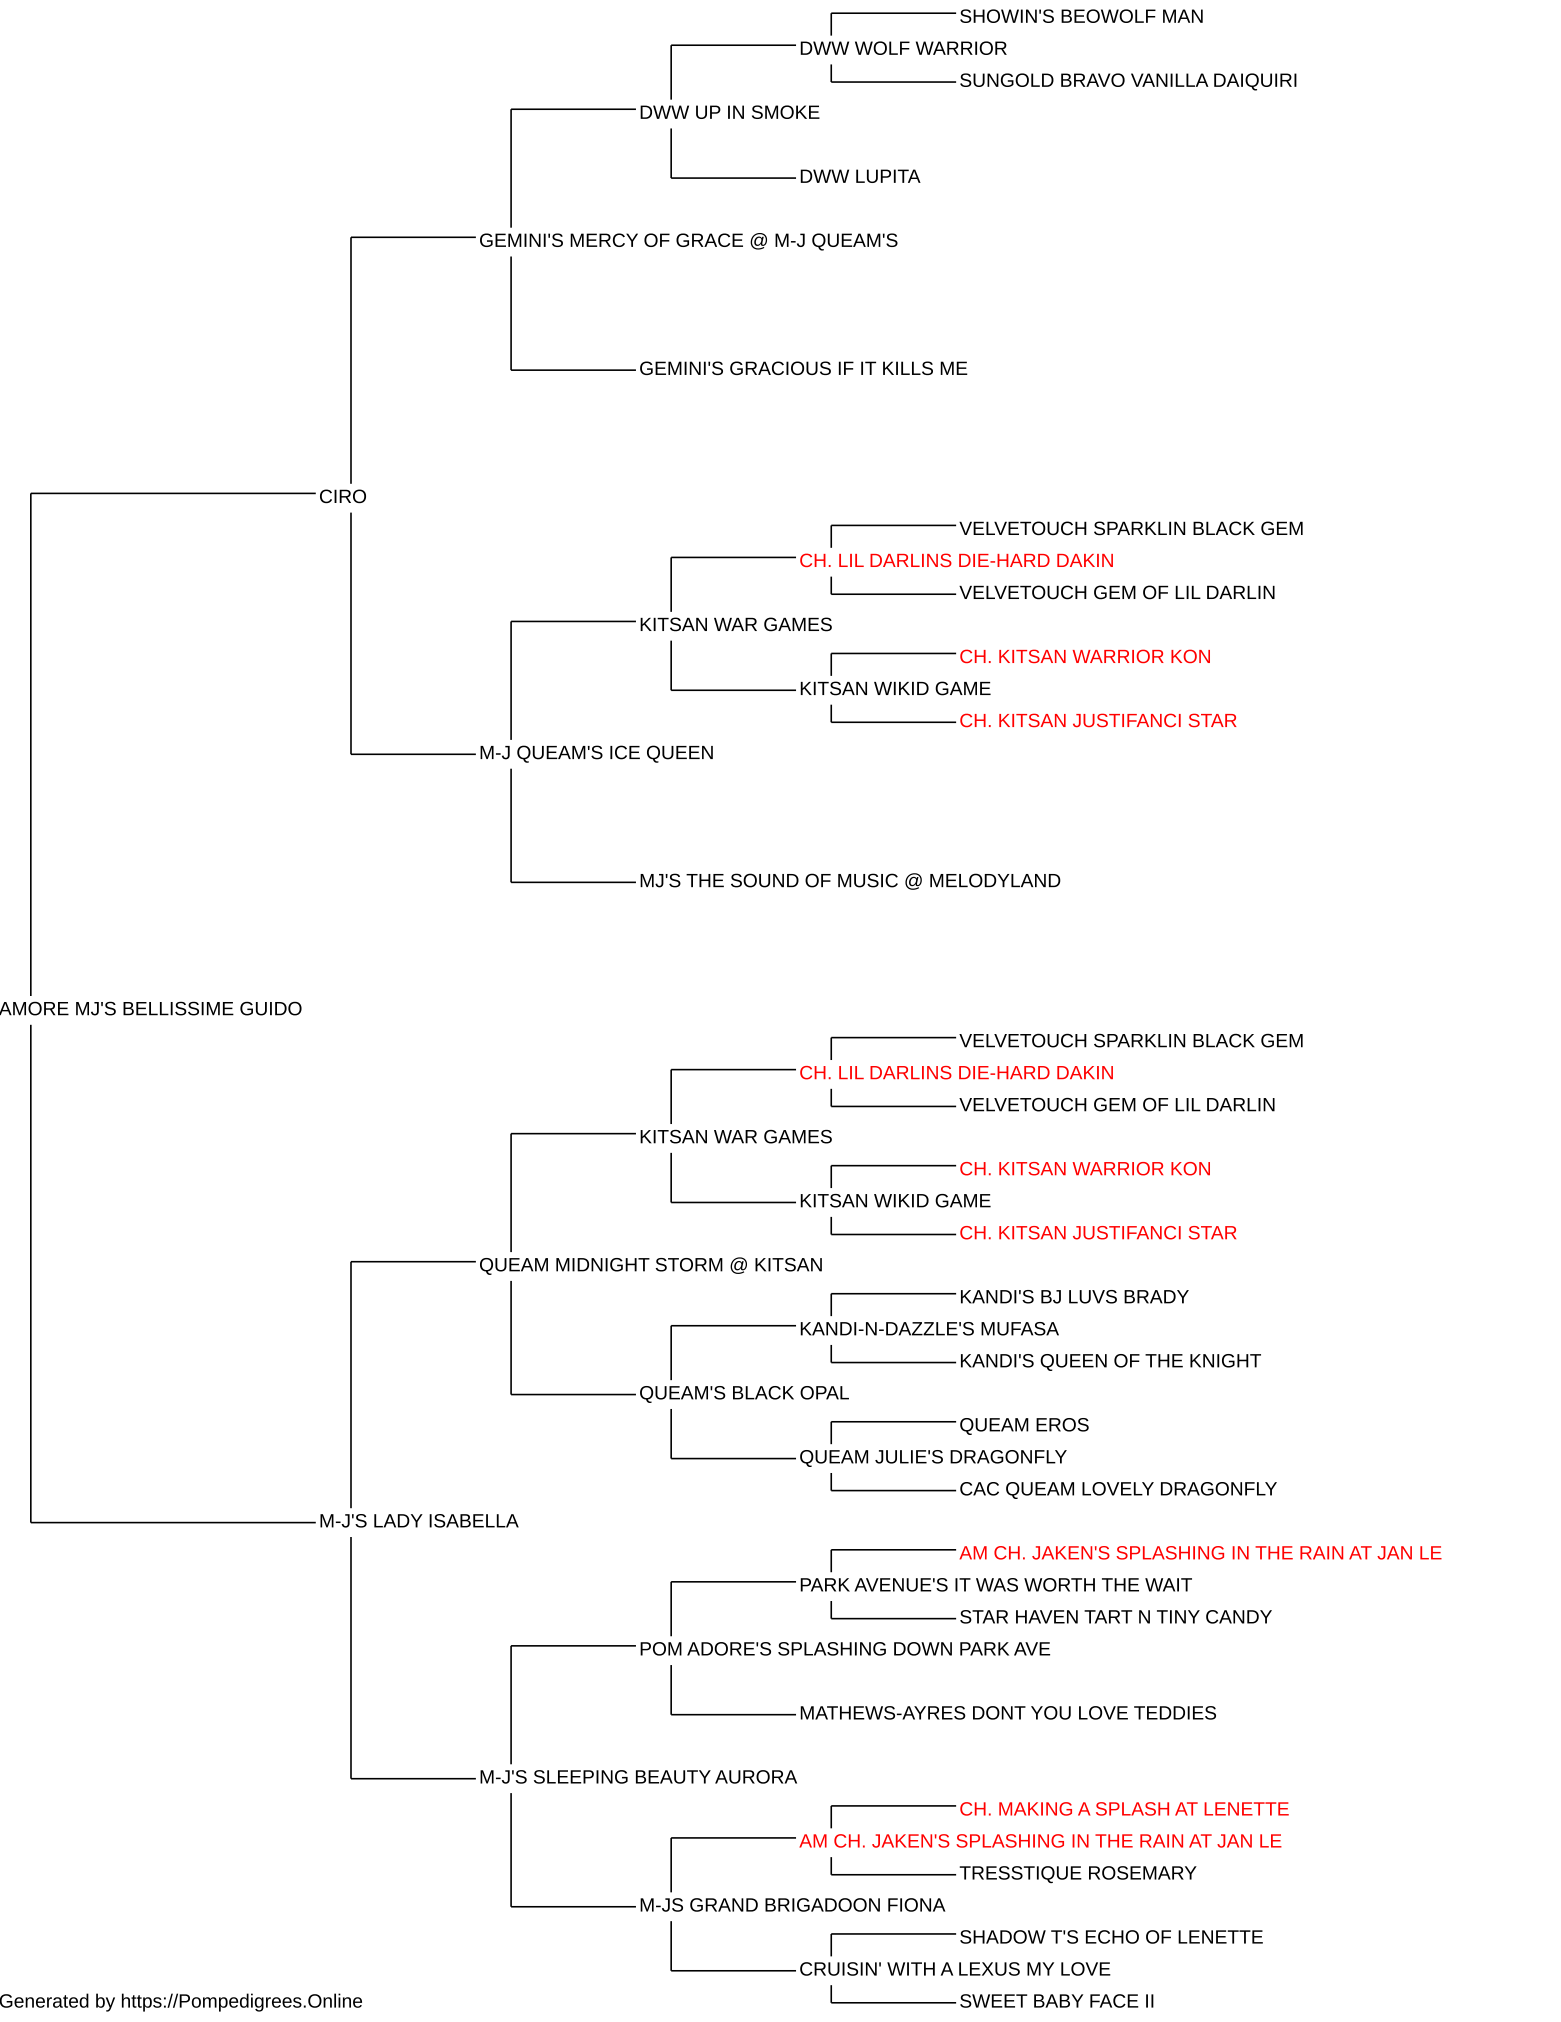 SHOWIN'S BEOWOLF MAN
DWW WOLF WARRIOR
SUNGOLD BRAVO VANILLA DAIQUIRI
DWW UP IN SMOKE
DWW LUPITA
GEMINI'S MERCY OF GRACE @ M-J QUEAM'S
GEMINI'S GRACIOUS IF IT KILLS ME
CIRO
VELVETOUCH SPARKLIN BLACK GEM
CH. LIL DARLINS DIE-HARD DAKIN
VELVETOUCH GEM OF LIL DARLIN
KITSAN WAR GAMES
CH. KITSAN WARRIOR KON
KITSAN WIKID GAME
CH. KITSAN JUSTIFANCI STAR
M-J QUEAM'S ICE QUEEN
MJ'S THE SOUND OF MUSIC @ MELODYLAND
AMORE MJ'S BELLISSIME GUIDO
VELVETOUCH SPARKLIN BLACK GEM
CH. LIL DARLINS DIE-HARD DAKIN
VELVETOUCH GEM OF LIL DARLIN
KITSAN WAR GAMES
CH. KITSAN WARRIOR KON
KITSAN WIKID GAME
CH. KITSAN JUSTIFANCI STAR
QUEAM MIDNIGHT STORM @ KITSAN
KANDI'S BJ LUVS BRADY
KANDI-N-DAZZLE'S MUFASA
KANDI'S QUEEN OF THE KNIGHT
QUEAM'S BLACK OPAL
QUEAM EROS
QUEAM JULIE'S DRAGONFLY
CAC QUEAM LOVELY DRAGONFLY
M-J'S LADY ISABELLA
AM CH. JAKEN'S SPLASHING IN THE RAIN AT JAN LE
PARK AVENUE'S IT WAS WORTH THE WAIT
STAR HAVEN TART N TINY CANDY
POM ADORE'S SPLASHING DOWN PARK AVE
MATHEWS-AYRES DONT YOU LOVE TEDDIES
M-J'S SLEEPING BEAUTY AURORA
CH. MAKING A SPLASH AT LENETTE
AM CH. JAKEN'S SPLASHING IN THE RAIN AT JAN LE
TRESSTIQUE ROSEMARY
M-JS GRAND BRIGADOON FIONA
SHADOW T'S ECHO OF LENETTE
CRUISIN' WITH A LEXUS MY LOVE
SWEET BABY FACE II
Generated by https://Pompedigrees.Online